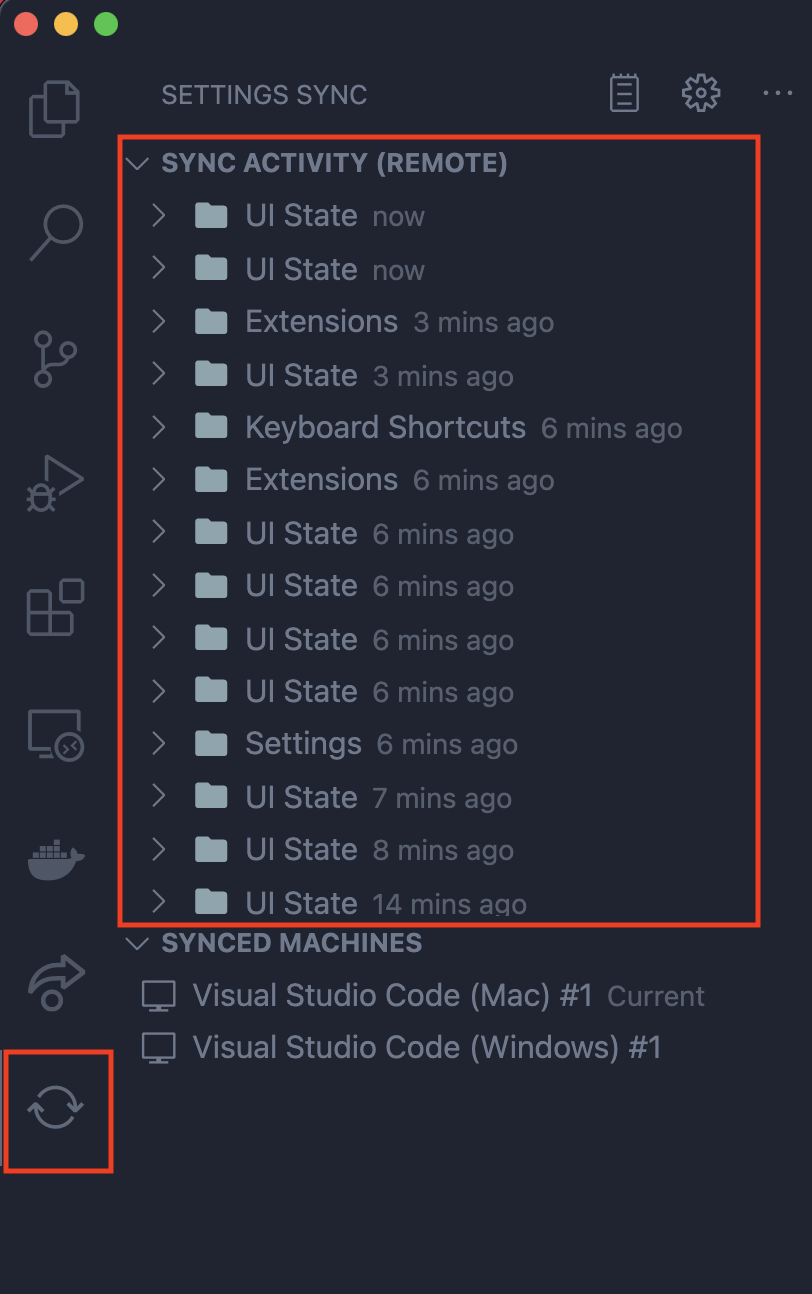 SETTINGS SYNC
SYNC ACTIVITY (REMOTE)
UI State now
UI State now
Extensions 3 mins ago
UI State 3 mins ago
Keyboard Shortcuts 6 mins ago
Extensions 6 mins ago
UI State 6 mins ago
UI State 6 mins ago
UI State 6 mins ago
UI State 6 mins ago
Settings 6 mins ago
UI State 7 mins ago
UI State 8 mins ago
UI State 14 mins ago
SYNCED MACHINES
Visual Studio Code (Mac) #1 Current
Visual Studio Code (Windows) #1